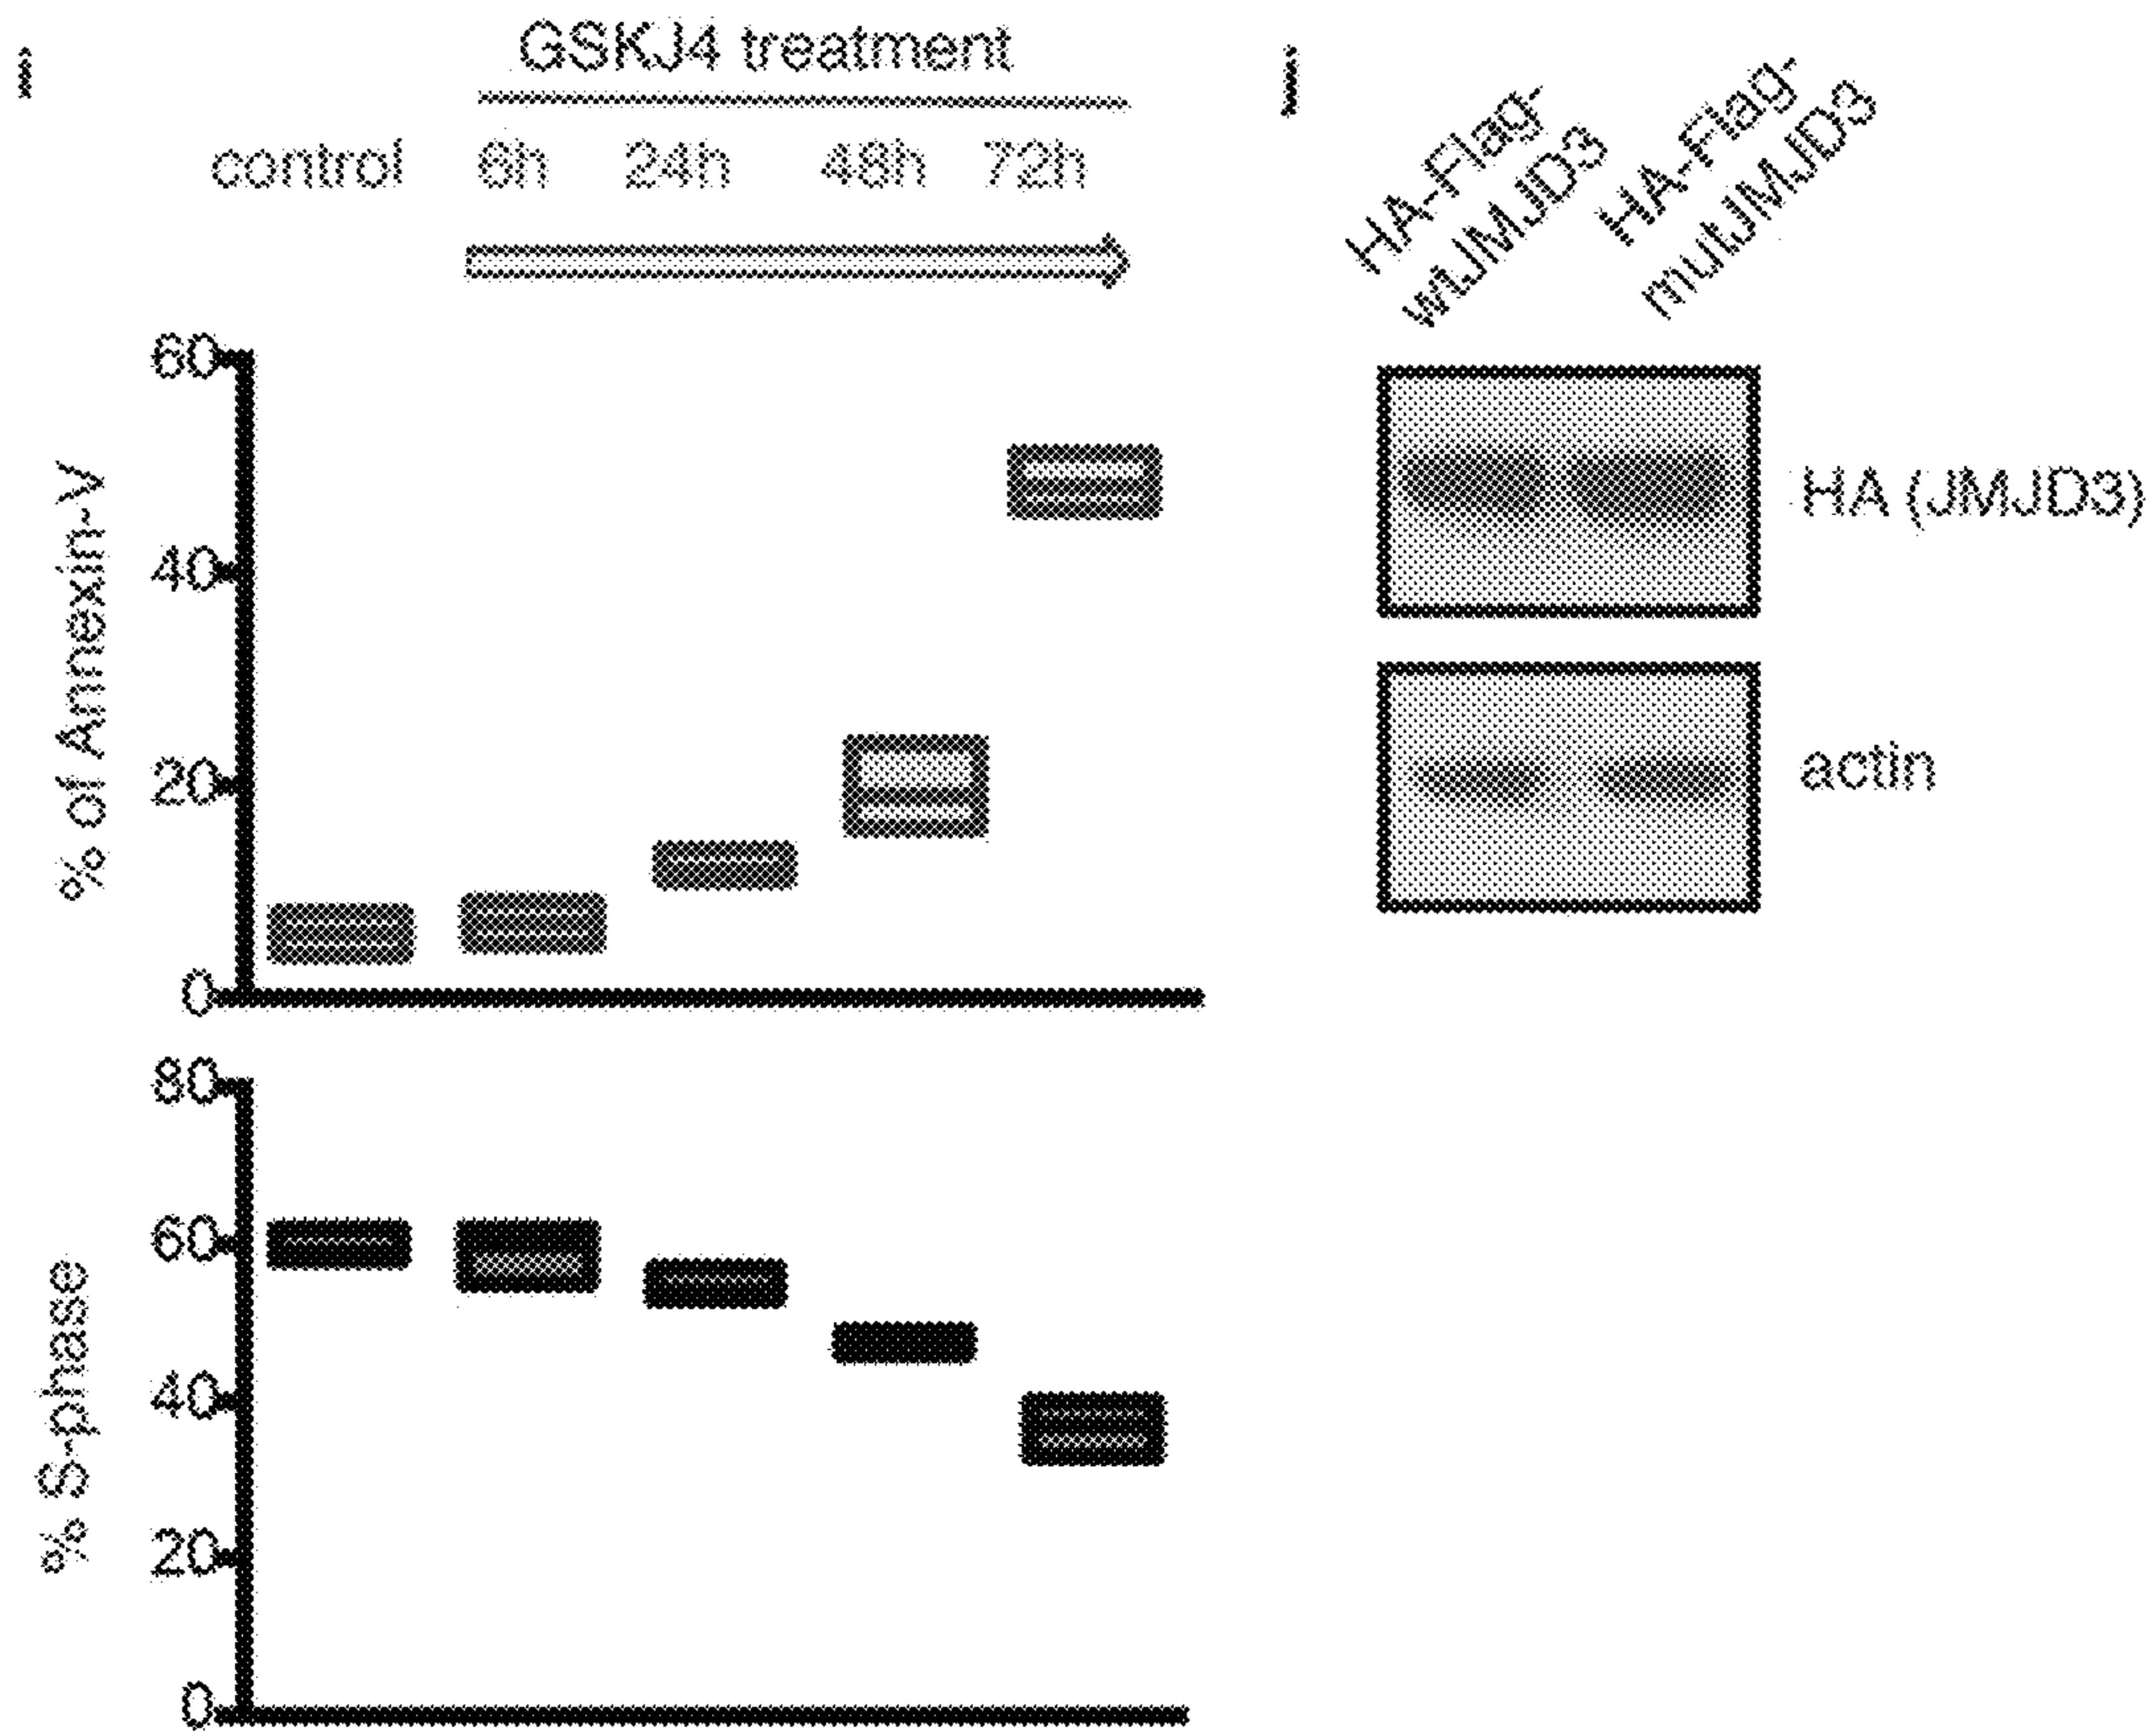 I
GSKJ4 treatment
control 6h 24h 48h 72h
60
40
20
0
% of Annexin-V
80
60
40
20
0
% S-phase
HA-Flag-
wtJMJD3
HA-Flag-
mutJMJD3
HA (JMJD3)
actin